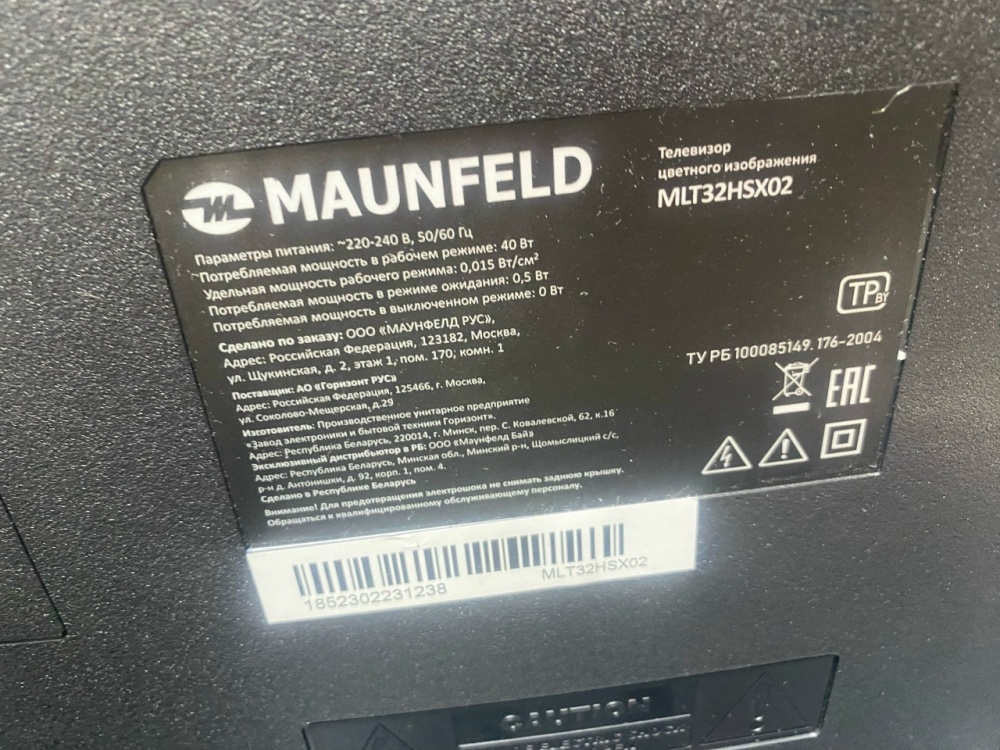 MAUNFELD
Телевизор
цветного изображения
MLT32HSX02
Параметры питания: ~220-240 В, 50/60 Гц
Потребляемая мощность в рабочем режиме: 40 Вт
Удельная мощность рабочего режима: 0,015 Вт/см²
Потребляемая мощность в режиме ожидания: 0,5 Вт
Потребляемая мощность в выключенном режиме: 0 Вт
Сделано по заказу: ООО «МАУНФЕЛД РУС»,
Адрес: Российская Федерация, 123182, Москва,
ул. Щукинская, д. 2, этаж 1, пом. 170, комн. 1
Поставщик: АО «Горизонт РУС»
Адрес: Российская Федерация, 125466, г. Москва,
ул. Соколово-Мещерская, д.29
Изготовитель: Производственное унитарное предприятие
«Завод электроники и бытовой техники Горизонт».
Адрес: Республика Беларусь, 220014, г. Минск, пер. С. Ковалевской, 62, к.16
Эксклюзивный дистрибьютор в РБ: ООО «Маунфелд Бай»
Адрес: Республика Беларусь, Минская обл., Минский р-н, Щомыслицкий с/с,
р-н д. Антонишки, д. 92, корп. 1, пом. 4.
Сделано в Республике Беларусь
Внимание! Для предотвращения электрошока не снимать заднюю крышку.
Обращаться к квалифицированному обслуживающему персоналу.
ТР BY
ТУ РБ 100085149.176-2004
EAC
1852302231238
MLT32HSX02
CAUTION